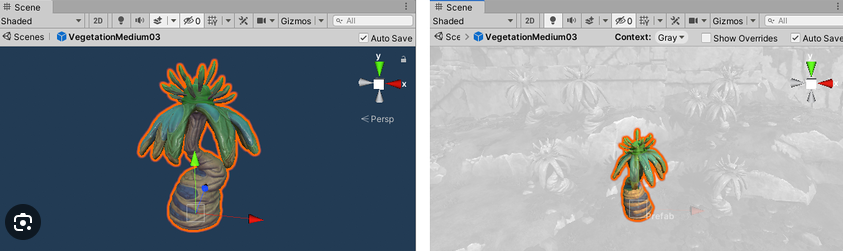 Scene
Shaded 2D 0 Gizmos All
Scenes VegetationMedium03 Auto Save
y
x
Persp
Scene
Shaded 2D 0 Gizmos All
Sce VegetationMedium03 Context: Gray Show Overrides Auto Save
y
x
Prefab